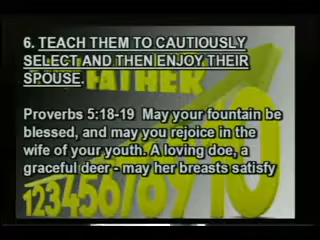 6. TEACH THEM TO CAUTIOUSLY
SELECT AND THEN ENJOY THEIR
SPOUSE.
FATHER
Proverbs 5:18-19  May your fountain be
blessed, and may you rejoice in the
wife of your youth. A loving doe, a
graceful deer - may her breasts satisfy
12345678910